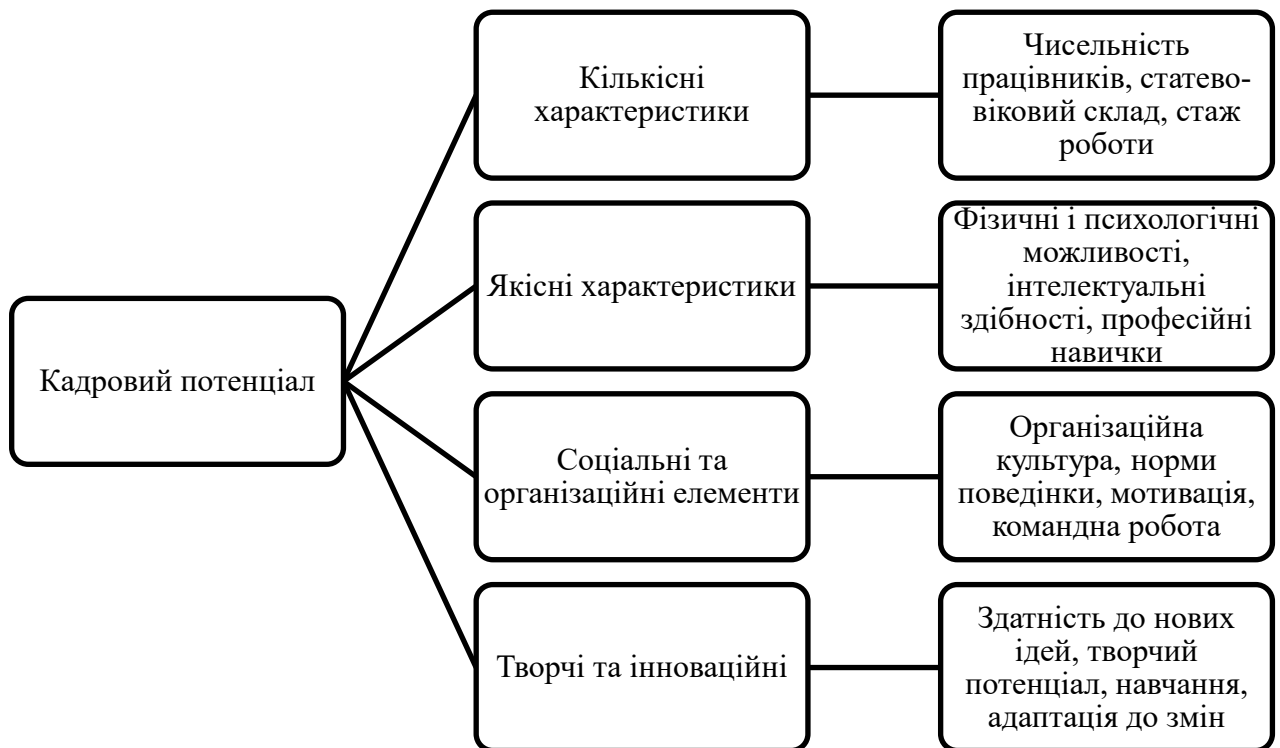 Кадровий потенціал
Кількісні
характеристики
Чисельність
працівників, статево-
віковий склад, стаж
роботи
Якісні характеристики
Фізичні і психологічні
можливості,
інтелектуальні
здібності, професійні
навички
Соціальні та
організаційні елементи
Організаційна
культура, норми
поведінки, мотивація,
командна робота
Творчі та інноваційні
Здатність до нових
ідей, творчий
потенціал, навчання,
адаптація до змін